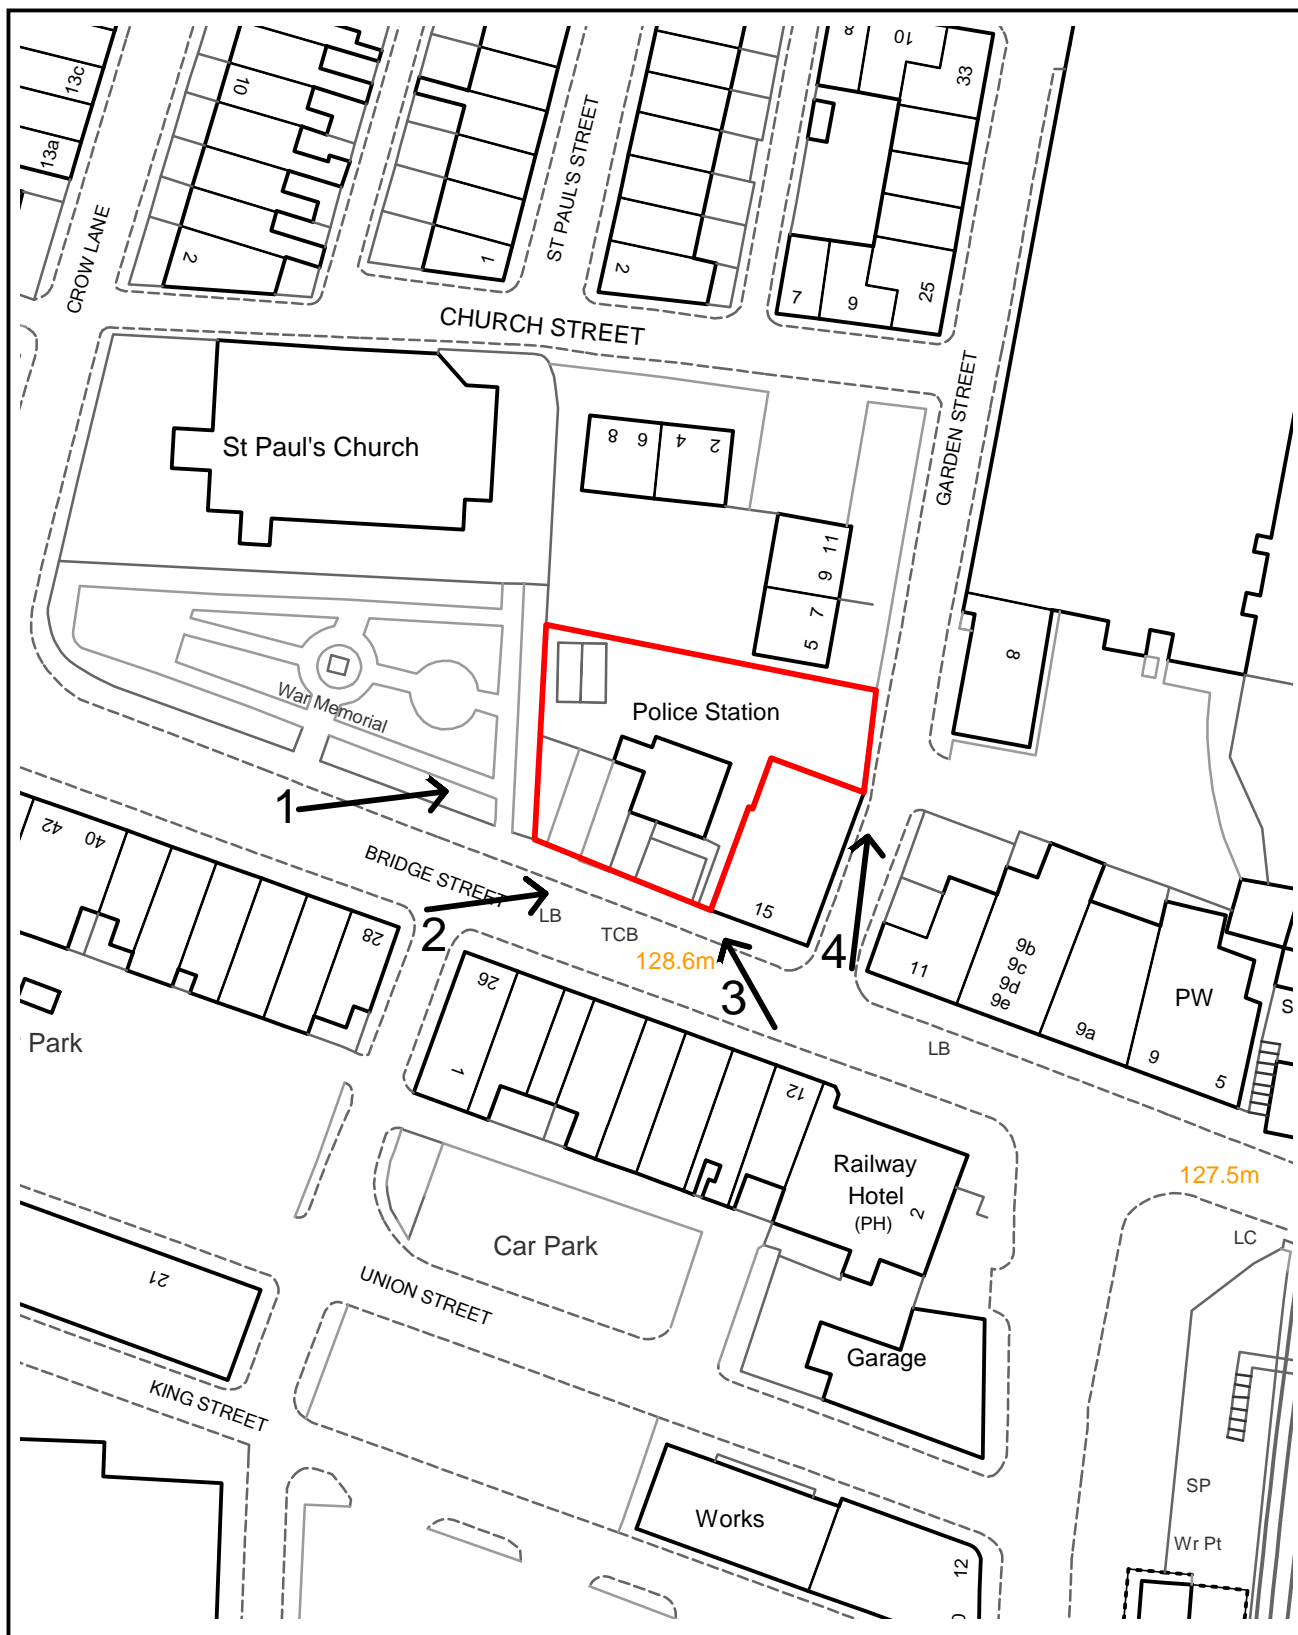 13c
13a
10
2
1
2
8
10
33
7
9
25
CROW LANE
ST PAUL'S STREET
CHURCH STREET
GARDEN STREET
St Paul's Church
8
6
4
2
11
9
7
5
8
War Memorial
Police Station
1
2
3
4
42
40
28
BRIDGE STREET
LB
TCB
128.6m
15
11
9b
9c
9d
9e
9a
9
5
PW
S
LB
26
1
12
Park
Railway
Hotel
(PH)
2
127.5m
LC
Car Park
21
UNION STREET
Garage
KING STREET
Works
12
SP
Wr Pt